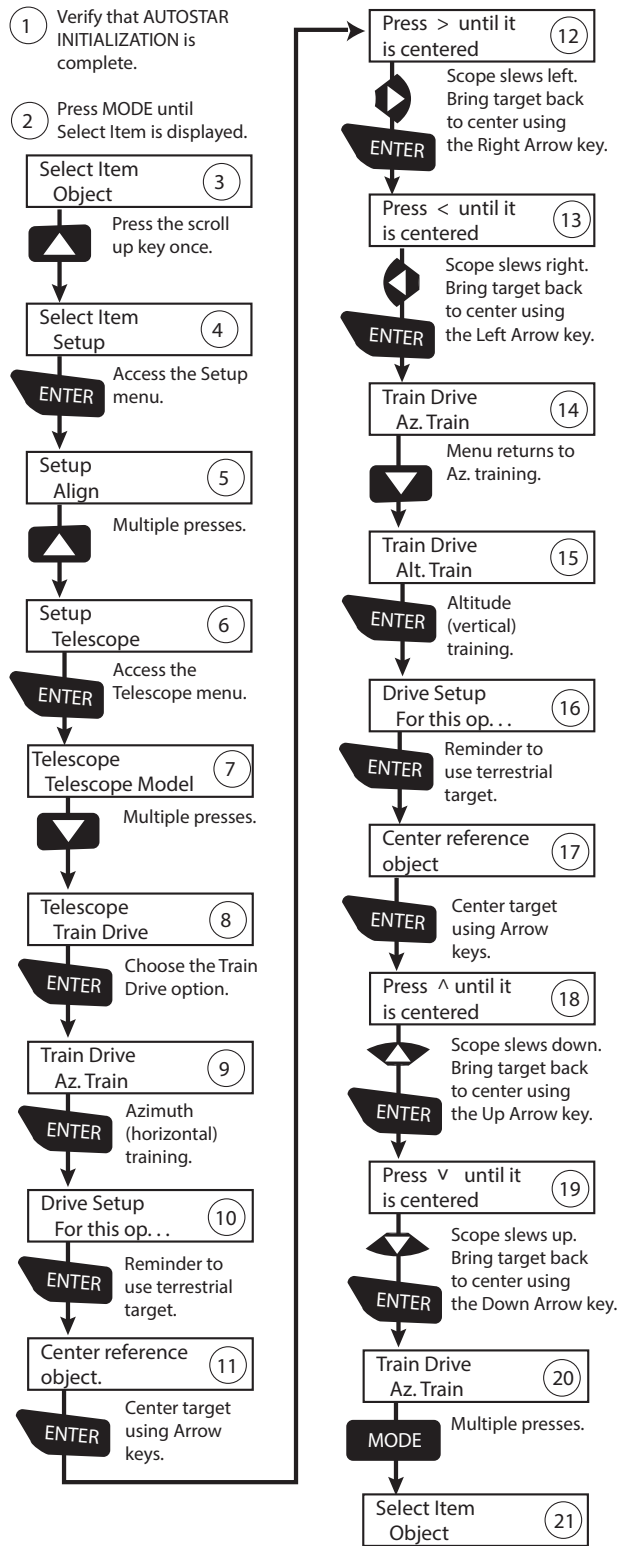 1 Verify that AUTOSTAR
INITIALIZATION is
complete.
2 Press MODE until
Select Item is displayed.
Select Item
Object
3
Press the scroll
up key once.
Select Item
Setup
4
ENTER
Access the Setup
menu.
Setup
Align
5
Multiple presses.
Setup
Telescope
6
ENTER
Access the
Telescope menu.
Telescope
Telescope Model
7
Multiple presses.
Telescope
Train Drive
8
ENTER
Choose the Train
Drive option.
Train Drive
Az. Train
9
ENTER
Azimuth
(horizontal)
training.
Drive Setup
For this op. . .
10
ENTER
Reminder to
use terrestrial
target.
Center reference
object.
11
ENTER
Center target
using Arrow
keys.
Press > until it
is centered
12
Scope slews left.
Bring target back
to center using
the Right Arrow key.
ENTER
Press < until it
is centered
13
Scope slews right.
Bring target back
to center using
the Left Arrow key.
ENTER
Train Drive
Az. Train
14
Menu returns to
Az. training.
Train Drive
Alt. Train
15
ENTER
Altitude
(vertical)
training.
Drive Setup
For this op. . .
16
ENTER
Reminder to
use terrestrial
target.
Center reference
object
17
ENTER
Center target
using Arrow
keys.
Press ^ until it
is centered
18
Scope slews down.
Bring target back
to center using
the Up Arrow key.
ENTER
Press v until it
is centered
19
Scope slews up.
Bring target back
to center using
the Down Arrow key.
ENTER
Train Drive
Az. Train
20
MODE
Multiple presses.
Select Item
Object
21